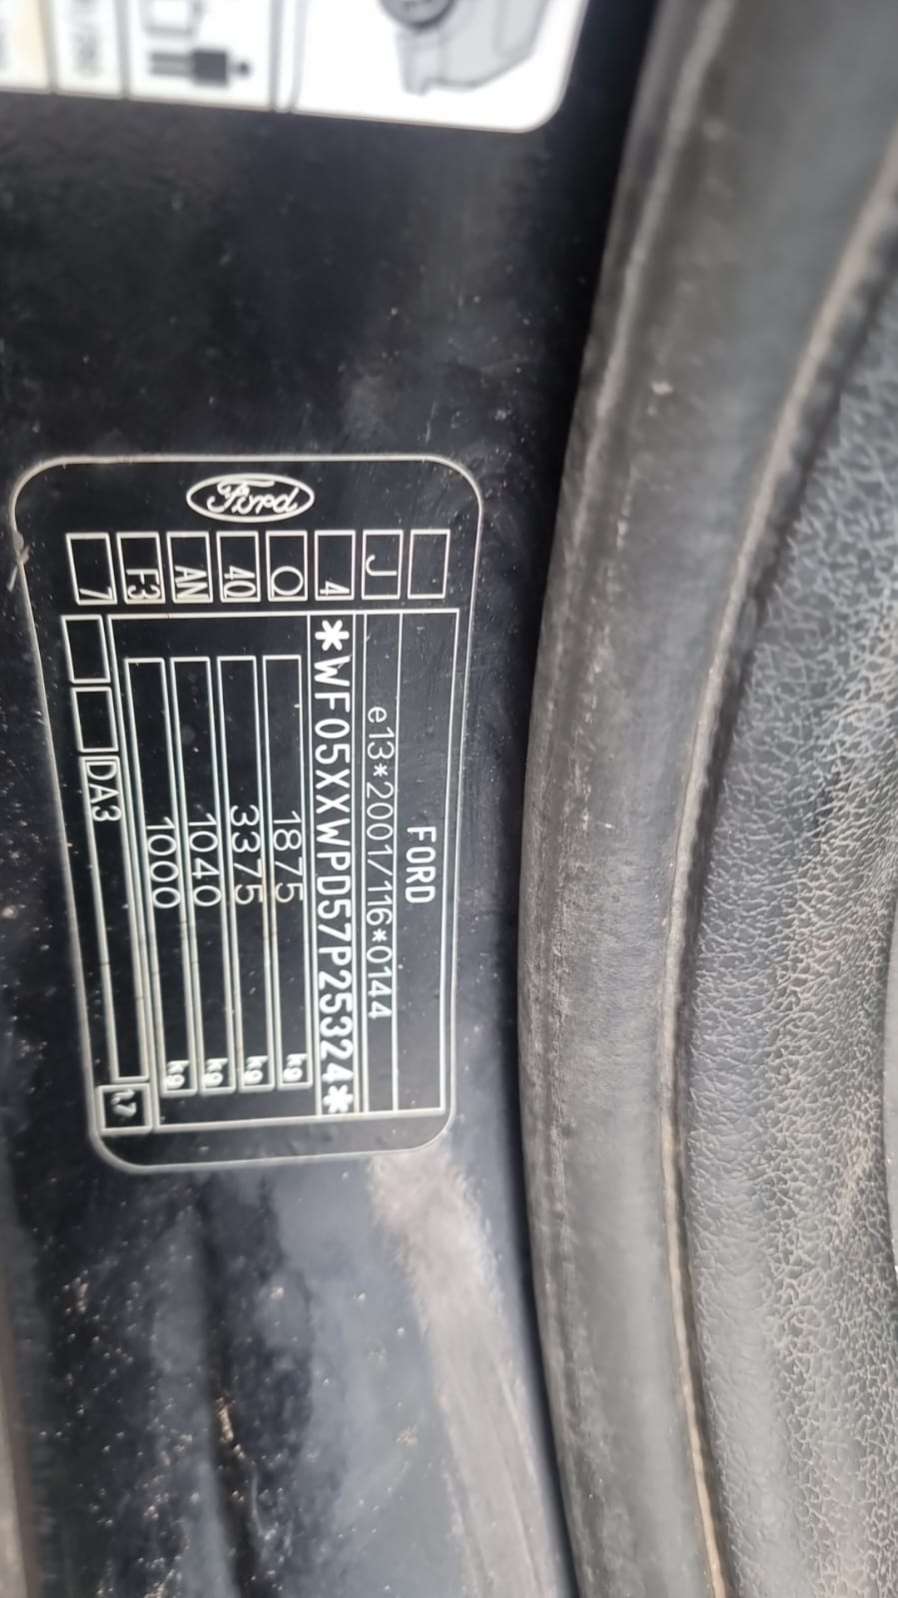 Ford
FORD
J e13*2001/116*0144
4 *WF05XXWPD57P25324*
O 1875 kg
40 3375 kg
AN 1040 kg
F3 1000 kg
7 DA3